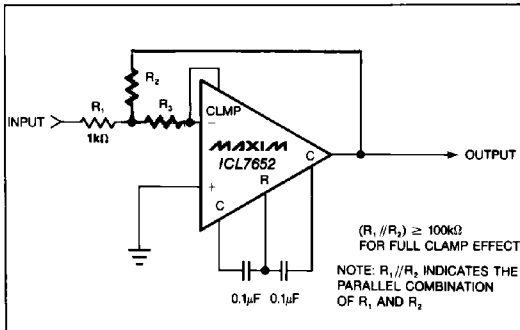 R2
R1
R3
CLMP
INPUT
1kΩ
−
MAXIM
ICL7652
C
R
+
C
OUTPUT
0.1μF 0.1μF
(R1//R2) ≥ 100kΩ
FOR FULL CLAMP EFFECT
NOTE: R1//R2 INDICATES THE
PARALLEL COMBINATION
OF R1 AND R2